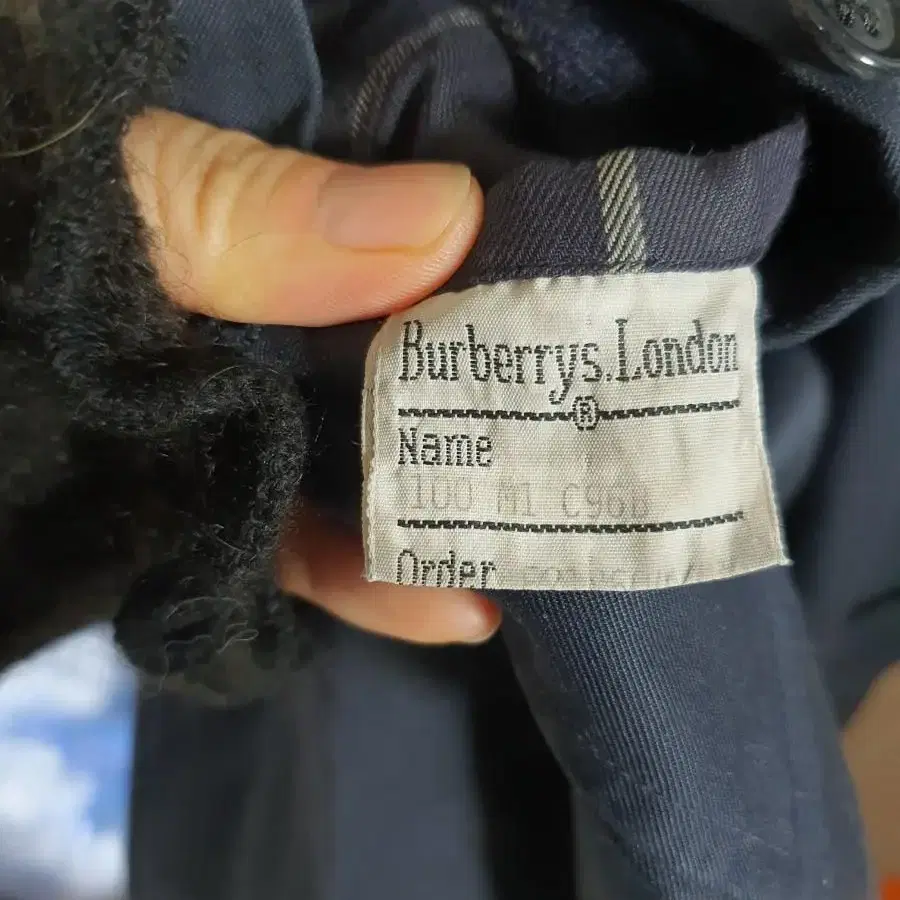 Burberrys.London
®
Name
100 M1 C96B
Order